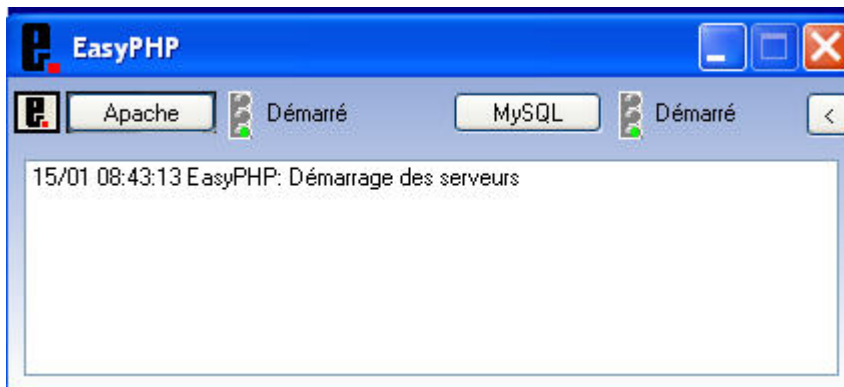 EasyPHP
Apache Démarré MySQL Démarré <
15/01 08:43:13 EasyPHP: Démarrage des serveurs